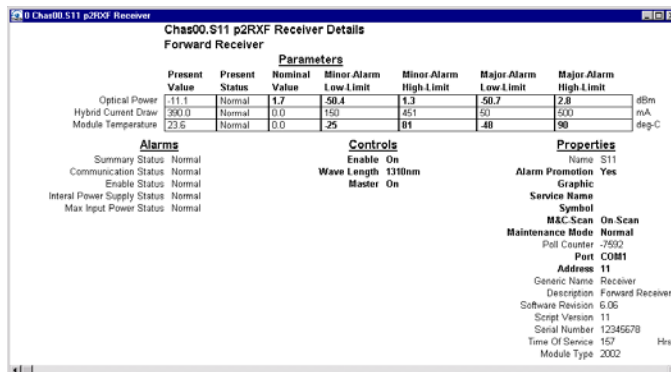 0 Chas00.S11 p2RXF Receiver
Chas00.S11 p2RXF Receiver Details
Forward Receiver
Parameters
Present Value Present Status Nominal Value Minor-Alarm Low-Limit Minor-Alarm High-Limit Major-Alarm Low-Limit Major-Alarm High-Limit
Optical Power -11.1 Normal 1.7 -50.4 1.3 -50.7 2.8 dBm
Hybrid Current Draw 390.0 Normal 0.0 150 451 50 500 mA
Module Temperature 23.6 Normal 0.0 -25 81 -40 90 deg-C
Alarms
Summary Status Normal
Communication Status Normal
Enable Status Normal
Interal Power Supply Status Normal
Max Input Power Status Normal
Controls
Enable On
Wave Length 1310nm
Master On
Properties
Name S11
Alarm Promotion Yes
Graphic
Service Name
Symbol
M&C-Scan On-Scan
Maintenance Mode Normal
Poll Counter -7592
Port COM1
Address 11
Generic Name Receiver
Description Forward Receiver
Software Revision 6.06
Script Version 11
Serial Number 12345678
Time Of Service 157 Hrs
Module Type 2002